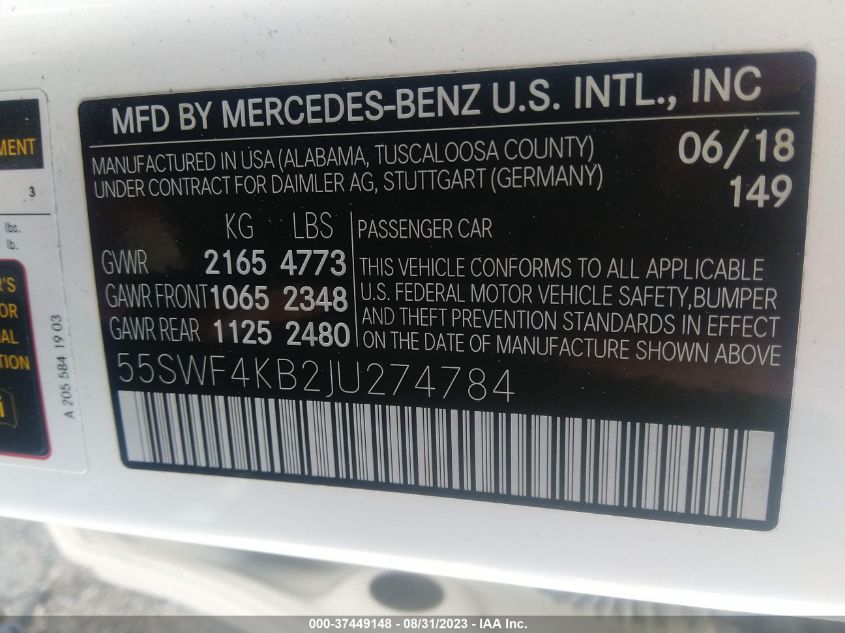 MFD BY MERCEDES-BENZ U.S. INTL., INC
MANUFACTURED IN USA (ALABAMA, TUSCALOOSA COUNTY)
UNDER CONTRACT FOR DAIMLER AG, STUTTGART (GERMANY)
06/18
149
KG LBS
GVWR 2165 4773
GAWR FRONT 1065 2348
GAWR REAR 1125 2480
PASSENGER CAR
THIS VEHICLE CONFORMS TO ALL APPLICABLE
U.S. FEDERAL MOTOR VEHICLE SAFETY, BUMPER
AND THEFT PREVENTION STANDARDS IN EFFECT
ON THE DATE OF MANUFACTURE SHOWN ABOVE
55SWF4KB2JU274784
3
lbs.
lb.
A 205 584 19 03
000-37449148 - 08/31/2023 - IAA Inc.